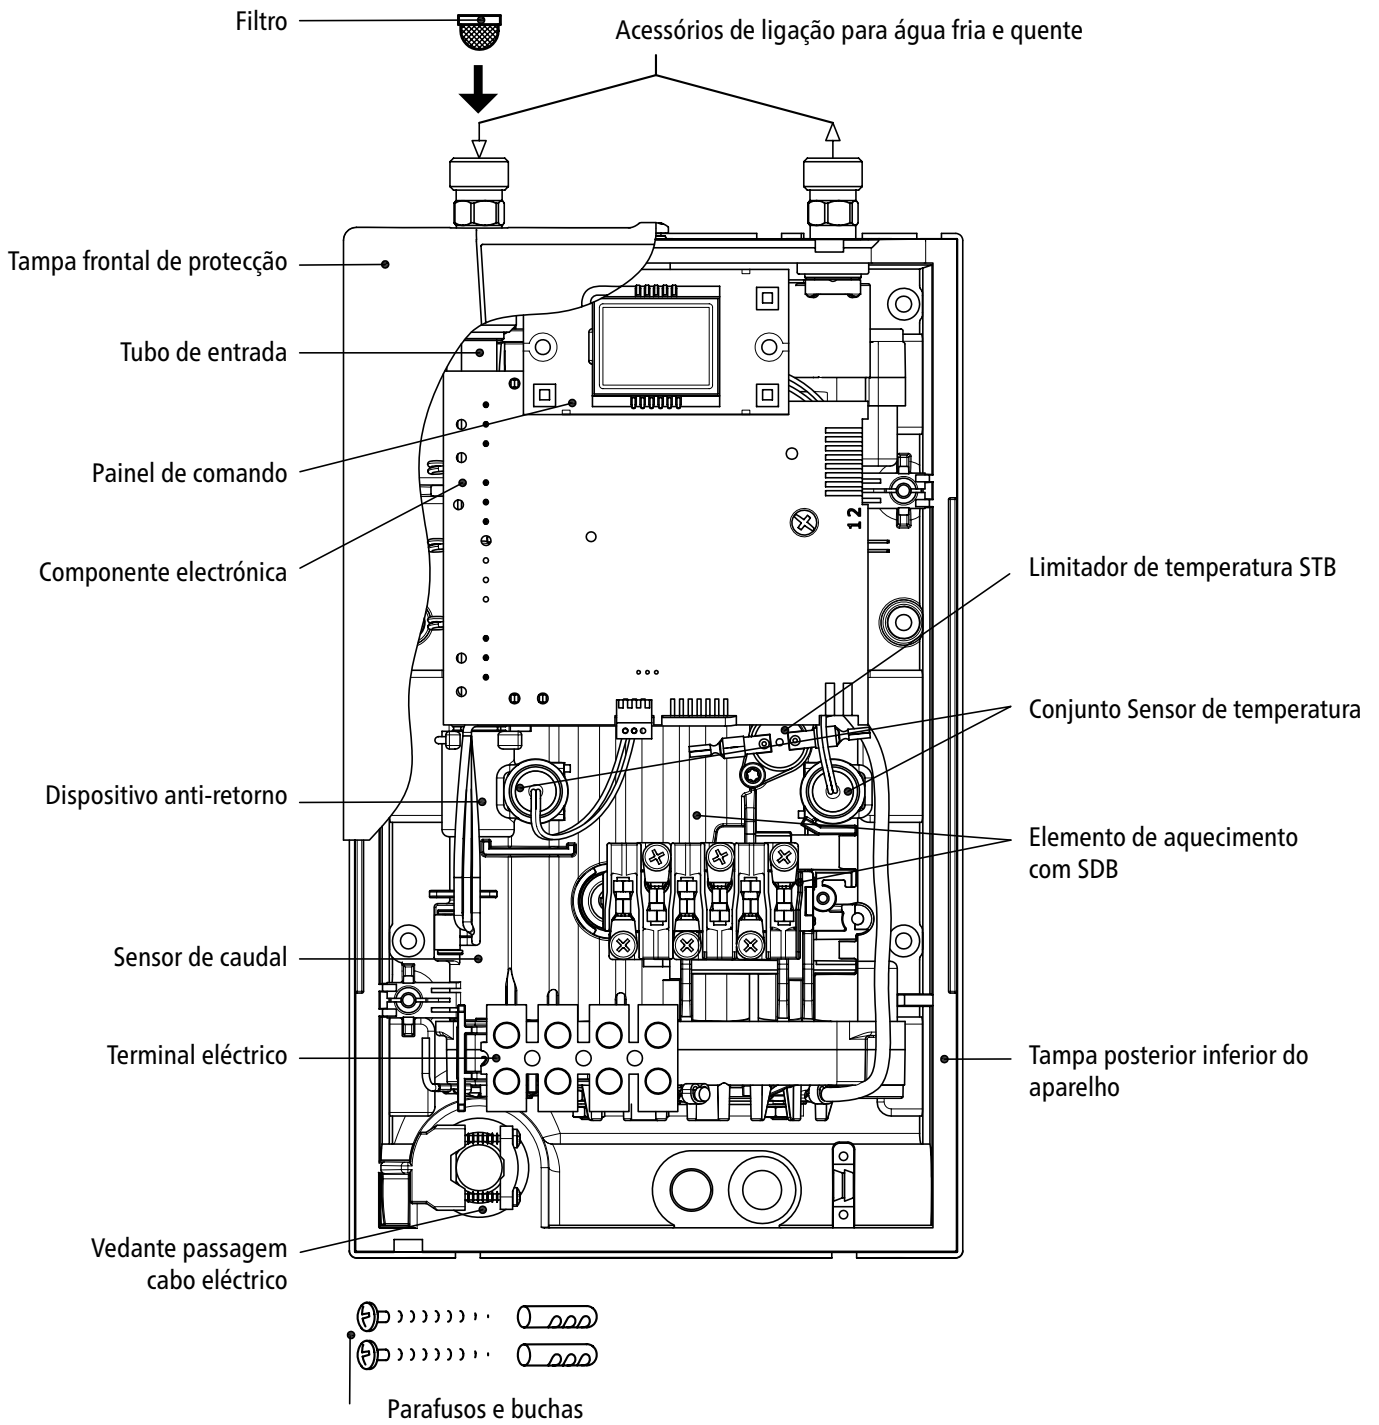 Filtro
Acessórios de ligação para água fria e quente
Tampa frontal de protecção
Tubo de entrada
Painel de comando
12
Componente electrónica
Limitador de temperatura STB
Conjunto Sensor de temperatura
Dispositivo anti-retorno
Elemento de aquecimento
com SDB
Sensor de caudal
Terminal eléctrico
Tampa posterior inferior do
aparelho
Vedante passagem
cabo eléctrico
Parafusos e buchas